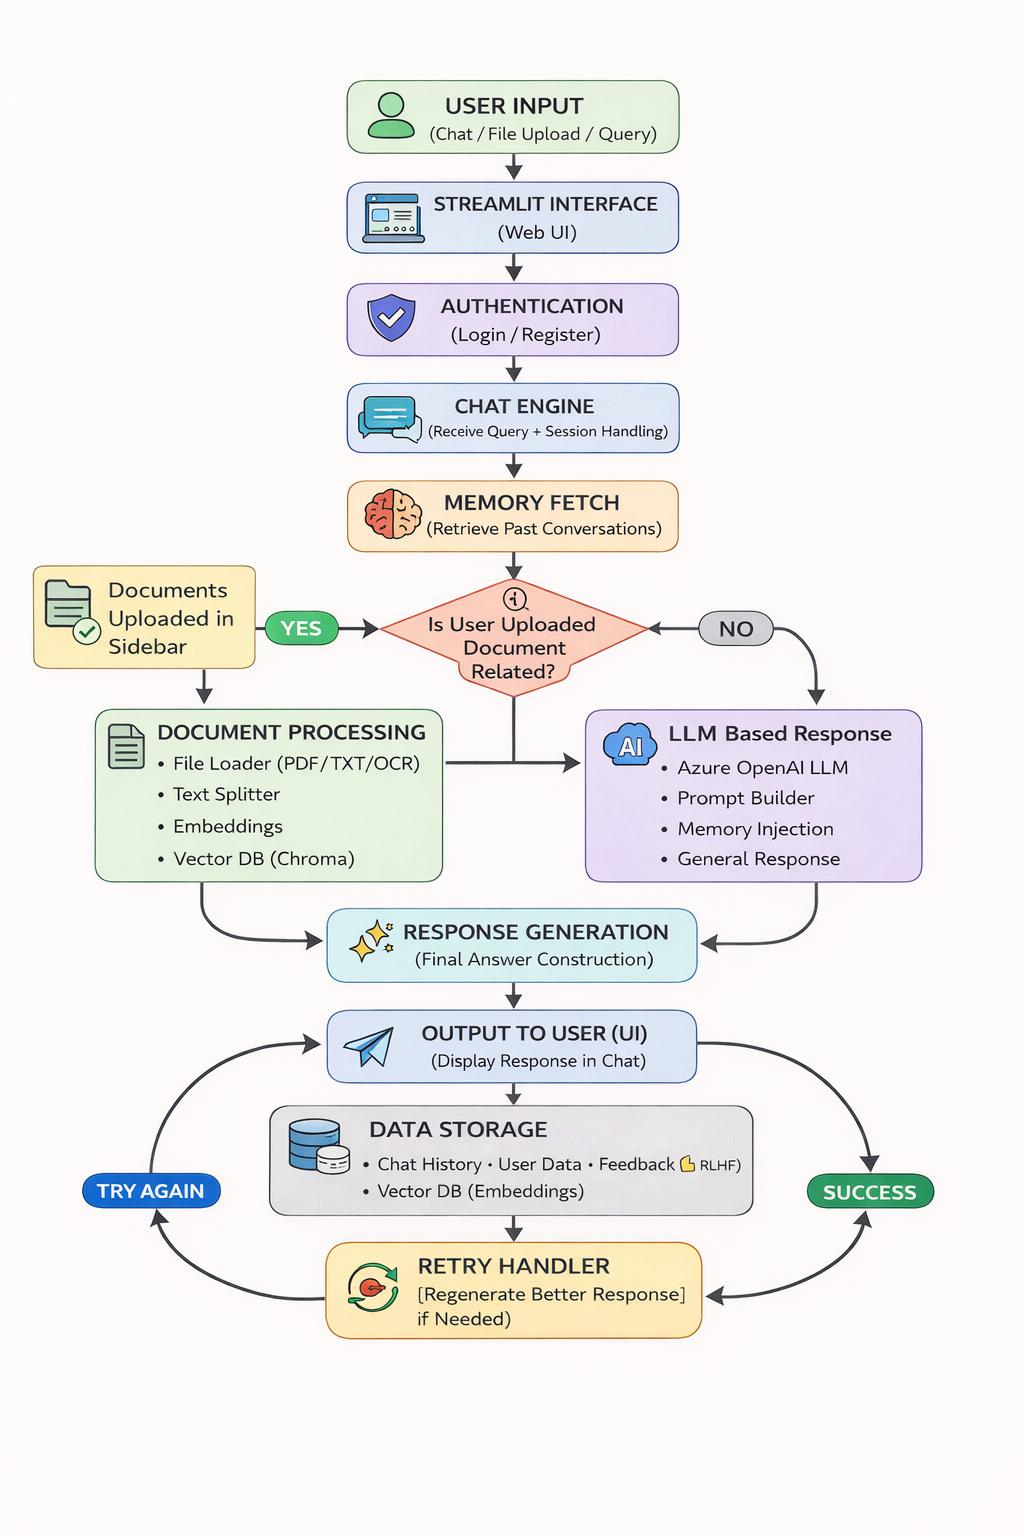 USER INPUT
(Chat / File Upload / Query)
STREAMLIT INTERFACE
(Web UI)
AUTHENTICATION
(Login / Register)
CHAT ENGINE
(Receive Query + Session Handling)
MEMORY FETCH
(Retrieve Past Conversations)
Documents
Uploaded in
Sidebar
YES
Is User Uploaded
Document
Related?
NO
DOCUMENT PROCESSING
• File Loader (PDF/TXT/OCR)
• Text Splitter
• Embeddings
• Vector DB (Chroma)
AI
LLM Based Response
• Azure OpenAI LLM
• Prompt Builder
• Memory Injection
• General Response
RESPONSE GENERATION
(Final Answer Construction)
OUTPUT TO USER (UI)
(Display Response in Chat)
DATA STORAGE
• Chat History • User Data • Feedback RLHF)
• Vector DB (Embeddings)
TRY AGAIN
SUCCESS
RETRY HANDLER
[Regenerate Better Response]
if Needed)